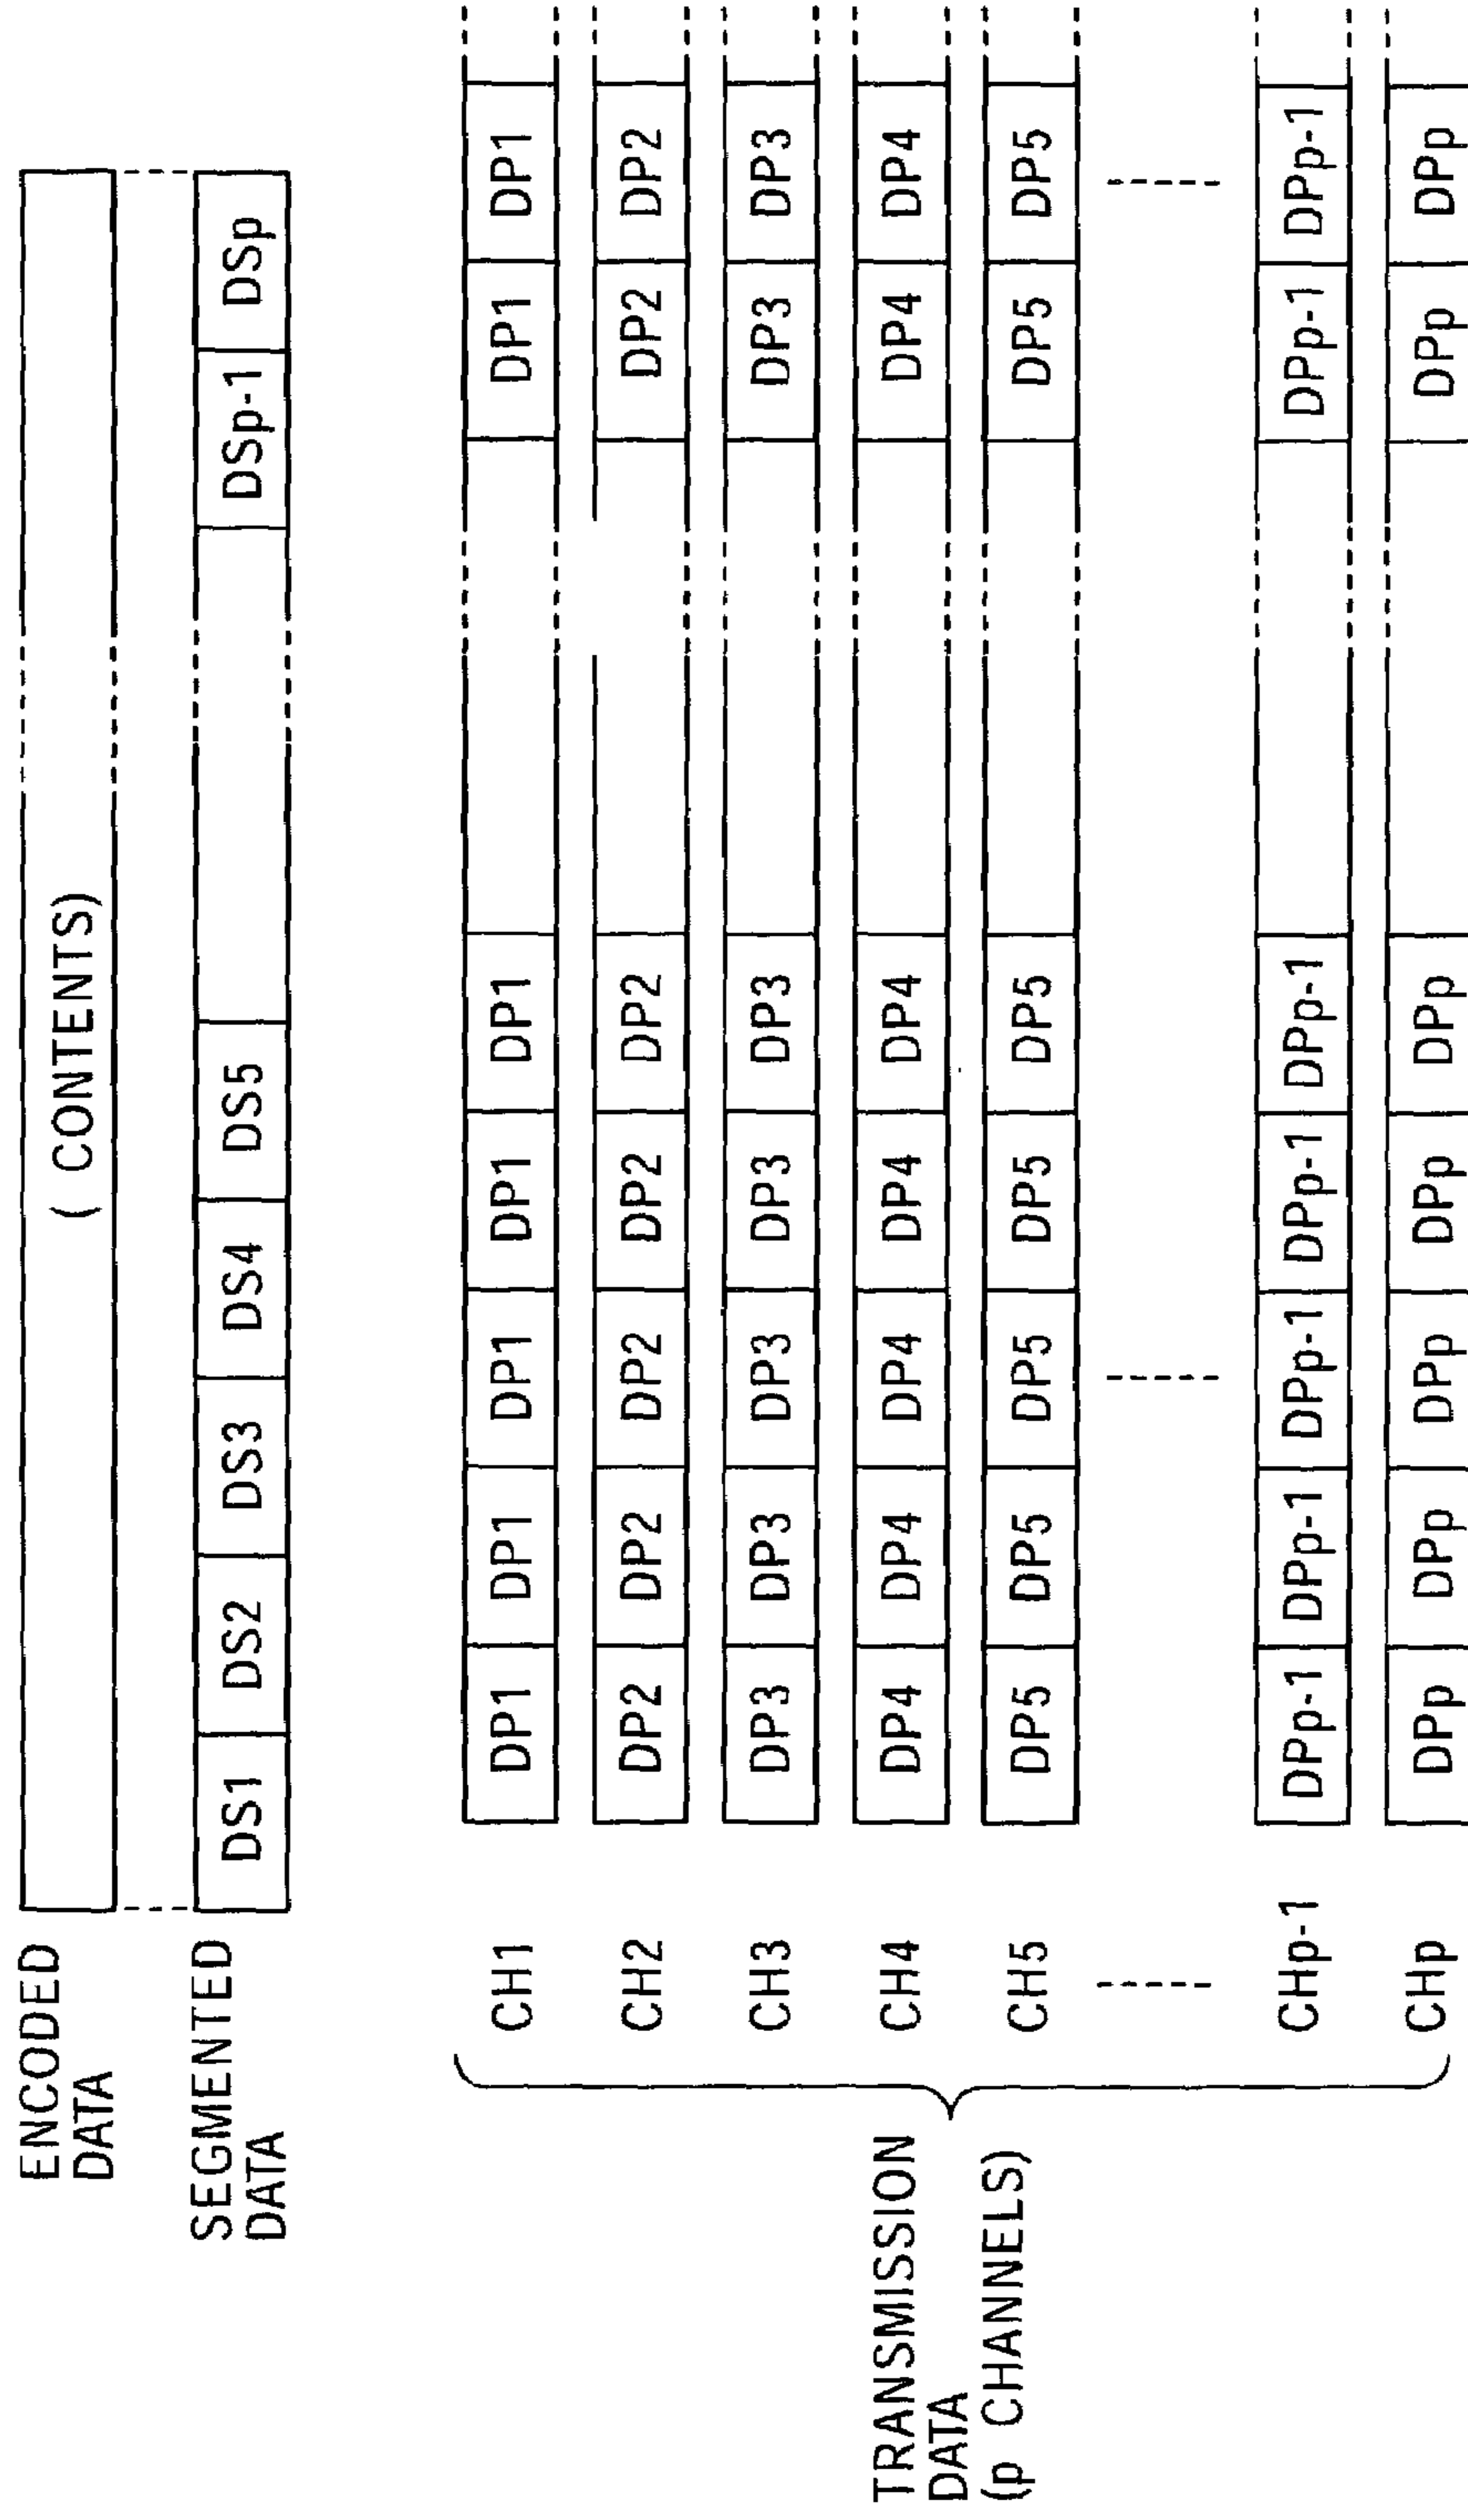 ENCODED
DATA
( CONTENTS)
SEGMENTED
DATA
DS1 DS2 DS3 DS4 DS5 DSp-1 DSp
TRANSMISSION
DATA
(p CHANNELS)
CH1 DP1 DP1 DP1 DP1 DP1 DP1 DP1
CH2 DP2 DP2 DP2 DP2 DP2 DP2 DP2
CH3 DP3 DP3 DP3 DP3 DP3 DP3 DP3
CH4 DP4 DP4 DP4 DP4 DP4 DP4 DP4
CH5 DP5 DP5 DP5 DP5 DP5 DP5 DP5
CHp-1 DPp-1 DPp-1 DPp-1 DPp-1 DPp-1 DPp-1 DPp-1
CHp DPp DPp DPp DPp DPp DPp DPp